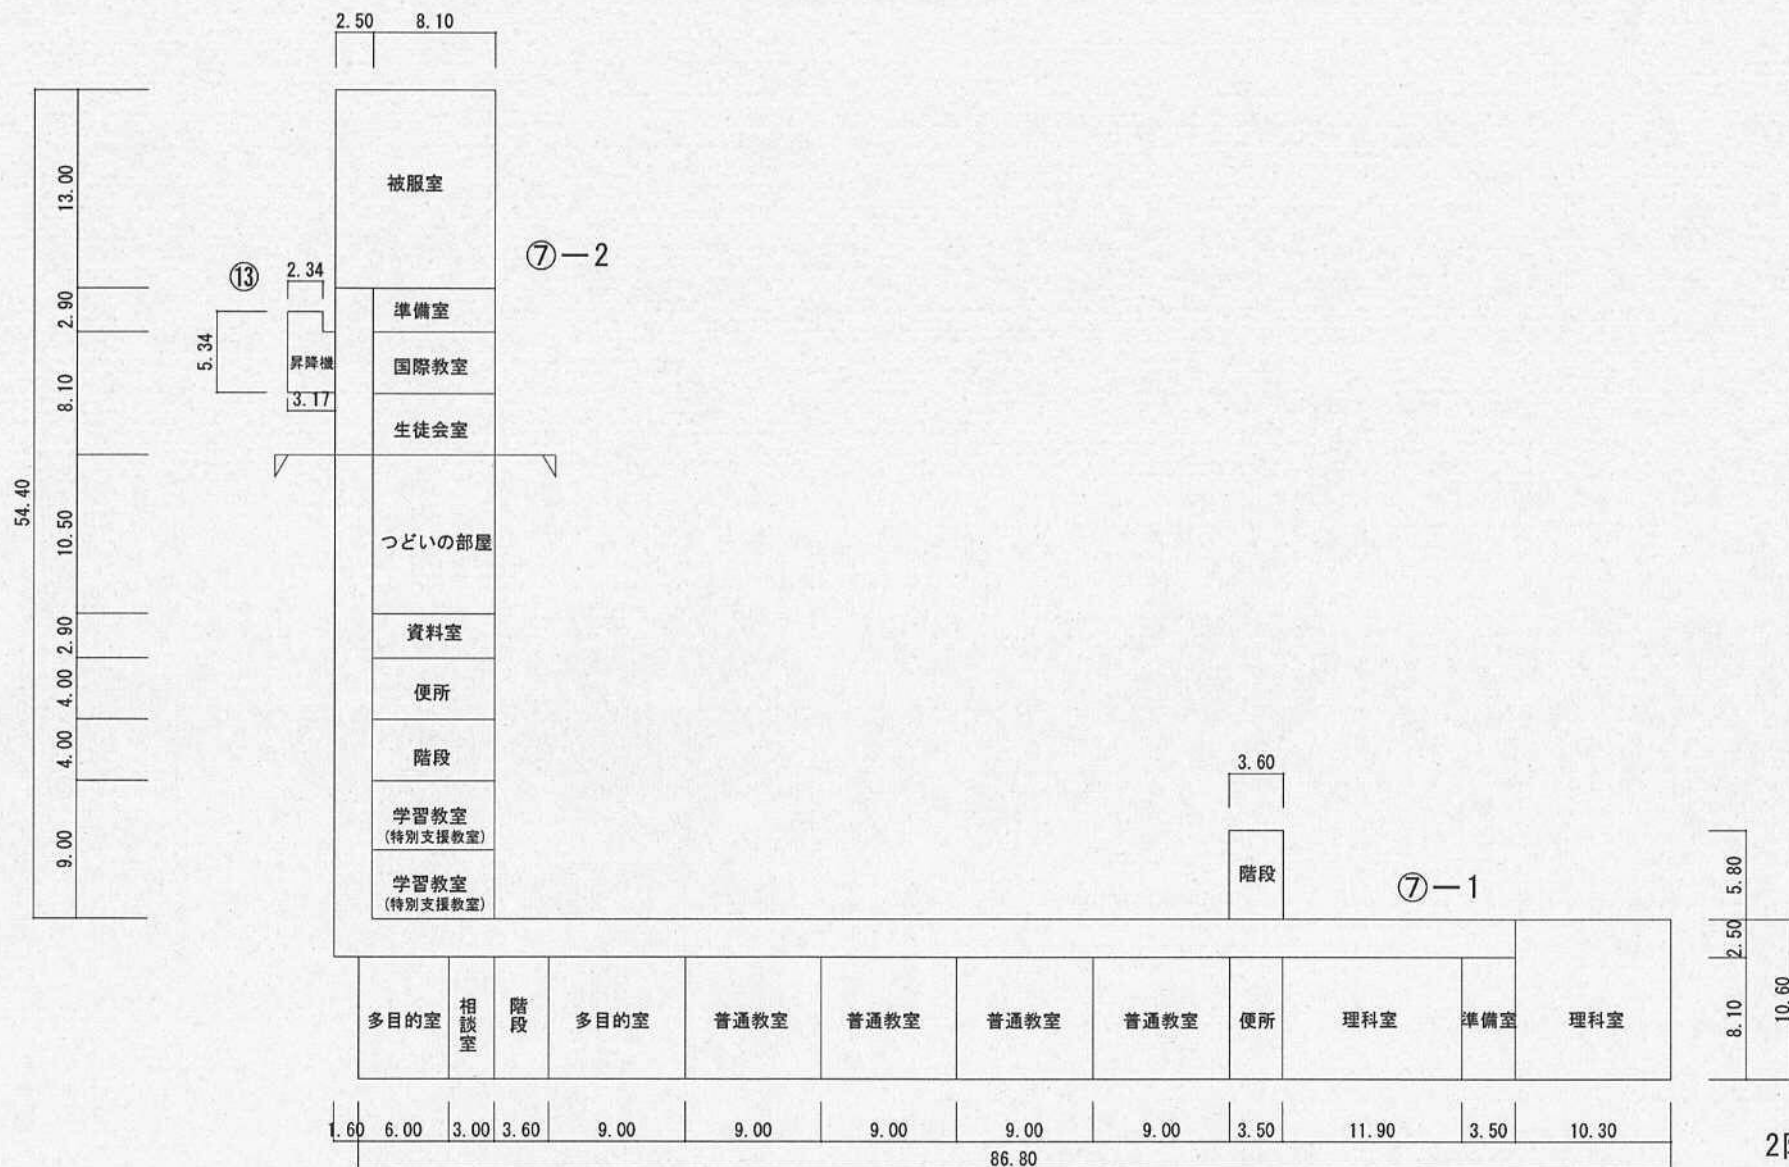 2.50 8.10
13.00
被服室
⑦－2
⑬
2.34
2.90
準備室
5.34
昇降機
国際教室
8.10
3.17
生徒会室
54.40
10.50
つどいの部屋
2.90
資料室
4.00
便所
4.00
階段
3.60
9.00
学習教室
(特別支援教室)
学習教室
(特別支援教室)
階段
⑦－1
5.80
2.50
8.10
10.60
多目的室 相談室 階段 多目的室 普通教室 普通教室 普通教室 普通教室 便所 理科室 準備室 理科室
1.60 6.00 3.00 3.60 9.00 9.00 9.00 9.00 9.00 3.50 11.90 3.50 10.30
86.80